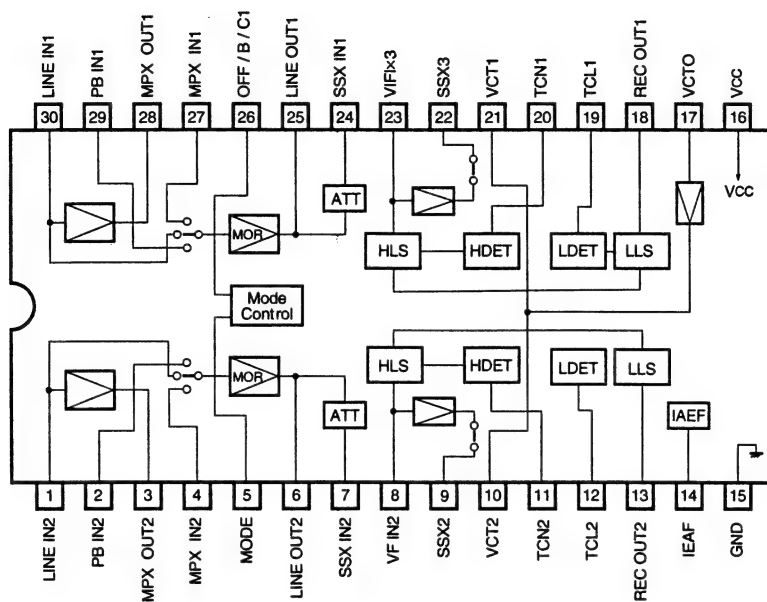 LINE IN1
PB IN1
MPX OUT1
MPX IN1
OFF / B / C1
LINE OUT1
SSX IN1
VIFI×3
SSX3
VCT1
TCN1
TCL1
REC OUT1
VCTO
VCC
30
29
28
27
26
25
24
23
22
21
20
19
18
17
16
VCC
ATT
MOR
HLS
HDET
LDET
LLS
Mode
Control
MOR
HLS
HDET
LDET
LLS
ATT
IAEF
1
2
3
4
5
6
7
8
9
10
11
12
13
14
15
LINE IN2
PB IN2
MPX OUT2
MPX IN2
MODE
LINE OUT2
SSX IN2
VF IN2
SSX2
VCT2
TCN2
TCL2
REC OUT2
IEAF
GND